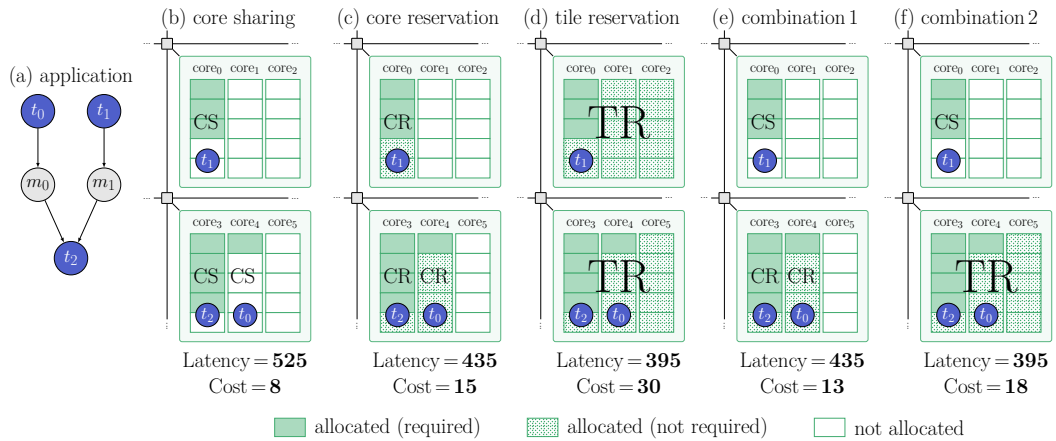 (b) core sharing (c) core reservation (d) tile reservation (e) combination 1 (f) combination 2
(a) application
t0 t1
m0 m1
t2
core0 core1 core2
CS
t1
core3 core4 core5
CS CS
t2 t0
Latency = 525
Cost = 8
core0 core1 core2
CR
t1
core3 core4 core5
CR CR
t2 t0
Latency = 435
Cost = 15
core0 core1 core2
TR
t1
core3 core4 core5
TR
t2 t0
Latency = 395
Cost = 30
core0 core1 core2
CS
t1
core3 core4 core5
CR CR
t2 t0
Latency = 435
Cost = 13
core0 core1 core2
CS
t1
core3 core4 core5
TR
t2 t0
Latency = 395
Cost = 18
allocated (required) allocated (not required) not allocated